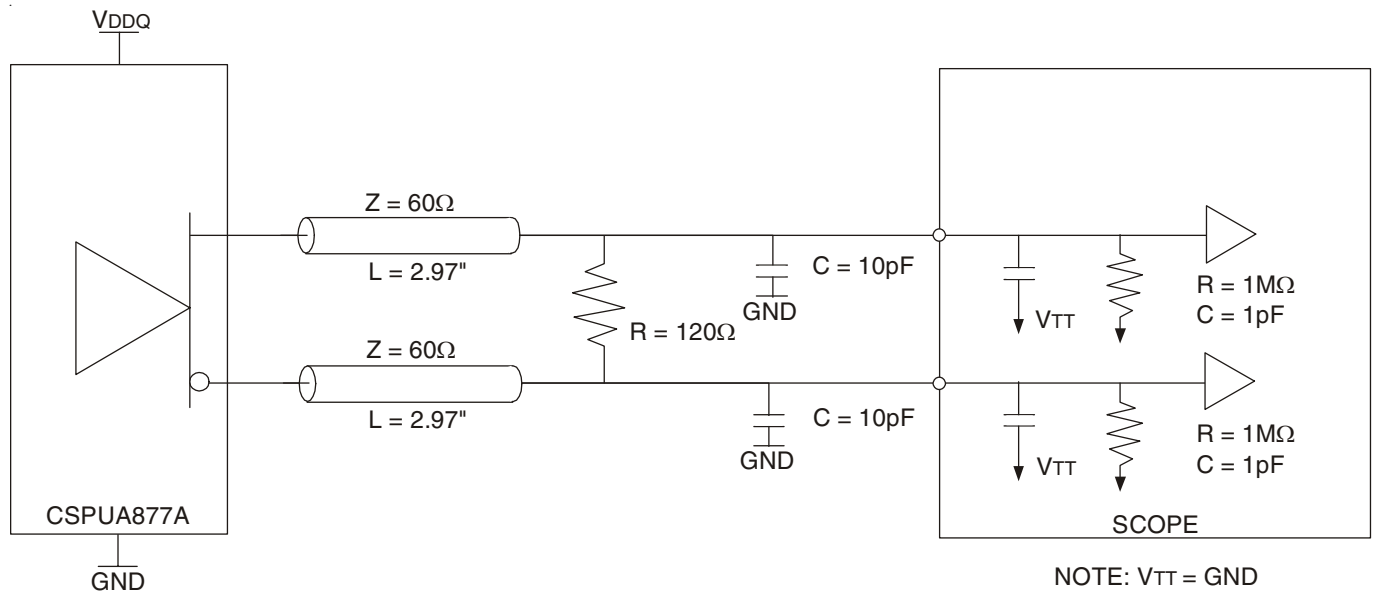 VDDQ
Z = 60Ω
L = 2.97"
C = 10pF
GND
R = 120Ω
Z = 60Ω
L = 2.97"
C = 10pF
GND
VTT
R = 1MΩ
C = 1pF
VTT
R = 1MΩ
C = 1pF
CSPUA877A
SCOPE
GND
NOTE: VTT = GND